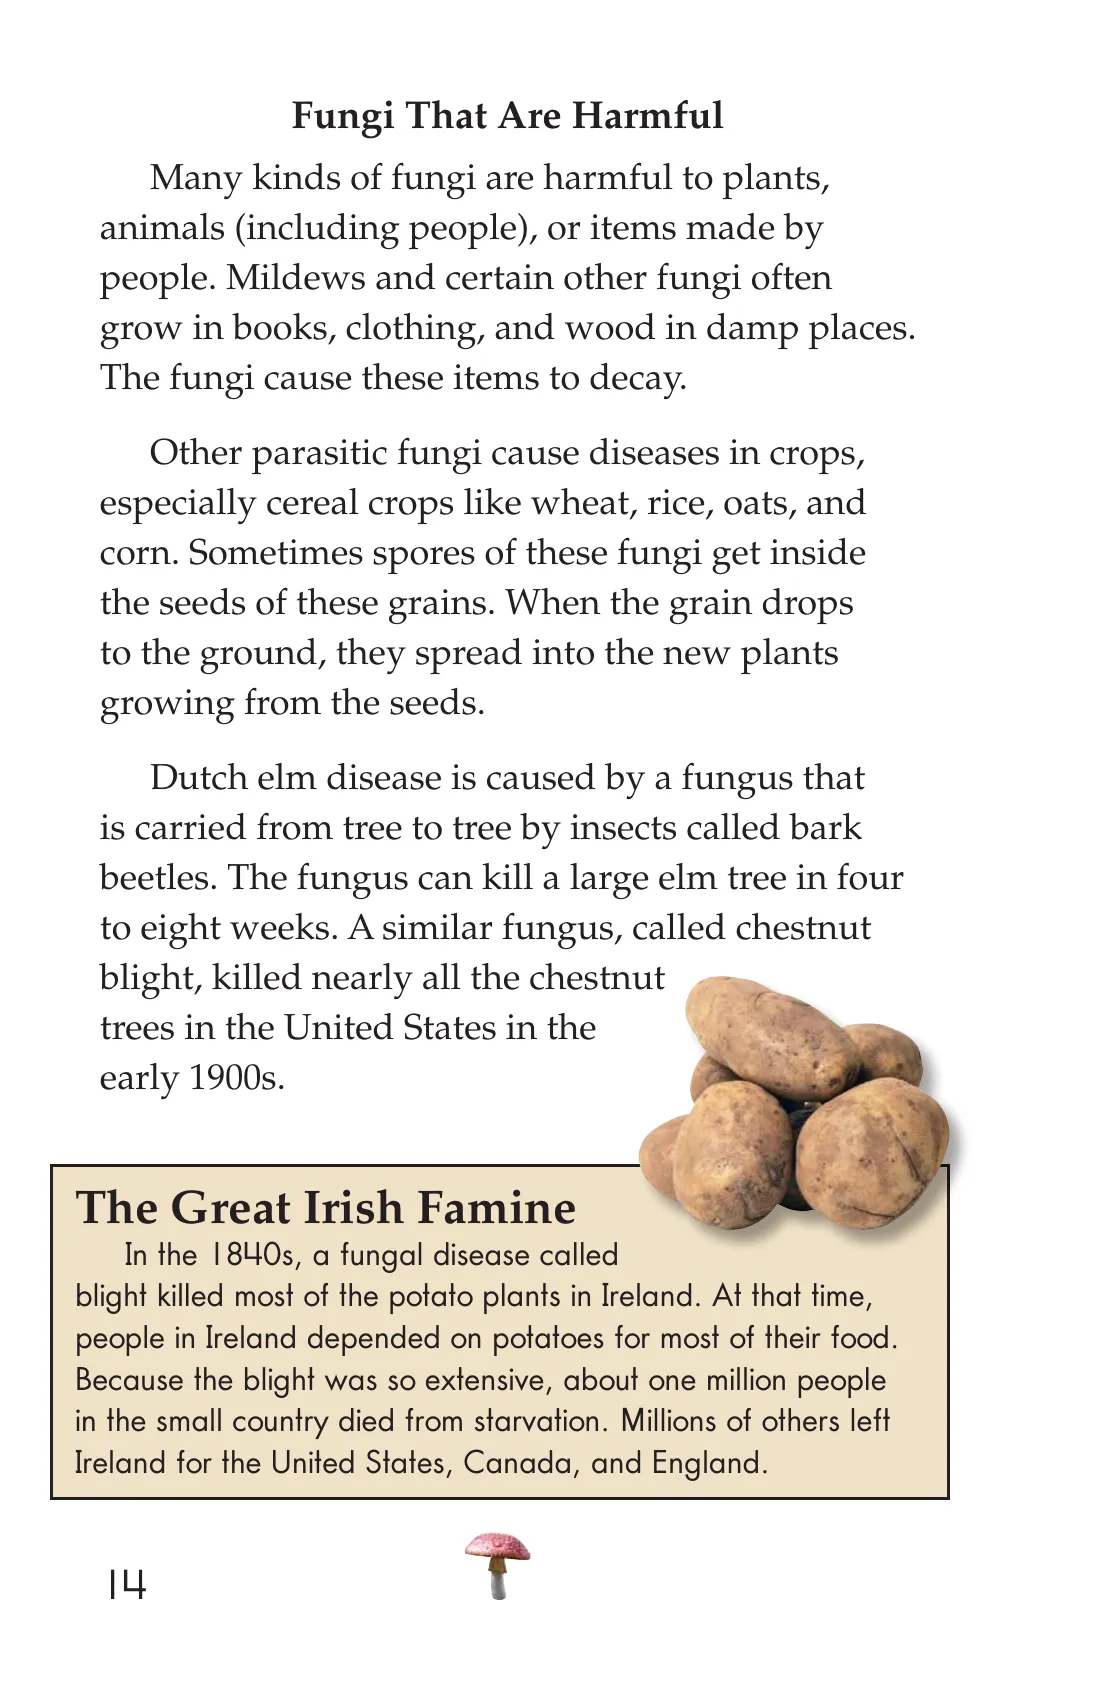 Fungi That Are Harmful
Many kinds of fungi are harmful to plants,
animals (including people), or items made by
people. Mildews and certain other fungi often
grow in books, clothing, and wood in damp places.
The fungi cause these items to decay.
Other parasitic fungi cause diseases in crops,
especially cereal crops like wheat, rice, oats, and
corn. Sometimes spores of these fungi get inside
the seeds of these grains. When the grain drops
to the ground, they spread into the new plants
growing from the seeds.
Dutch elm disease is caused by a fungus that
is carried from tree to tree by insects called bark
beetles. The fungus can kill a large elm tree in four
to eight weeks. A similar fungus, called chestnut
blight, killed nearly all the chestnut
trees in the United States in the
early 1900s.
The Great Irish Famine
In the 1840s, a fungal disease called
blight killed most of the potato plants in Ireland. At that time,
people in Ireland depended on potatoes for most of their food.
Because the blight was so extensive, about one million people
in the small country died from starvation. Millions of others left
Ireland for the United States, Canada, and England.
14